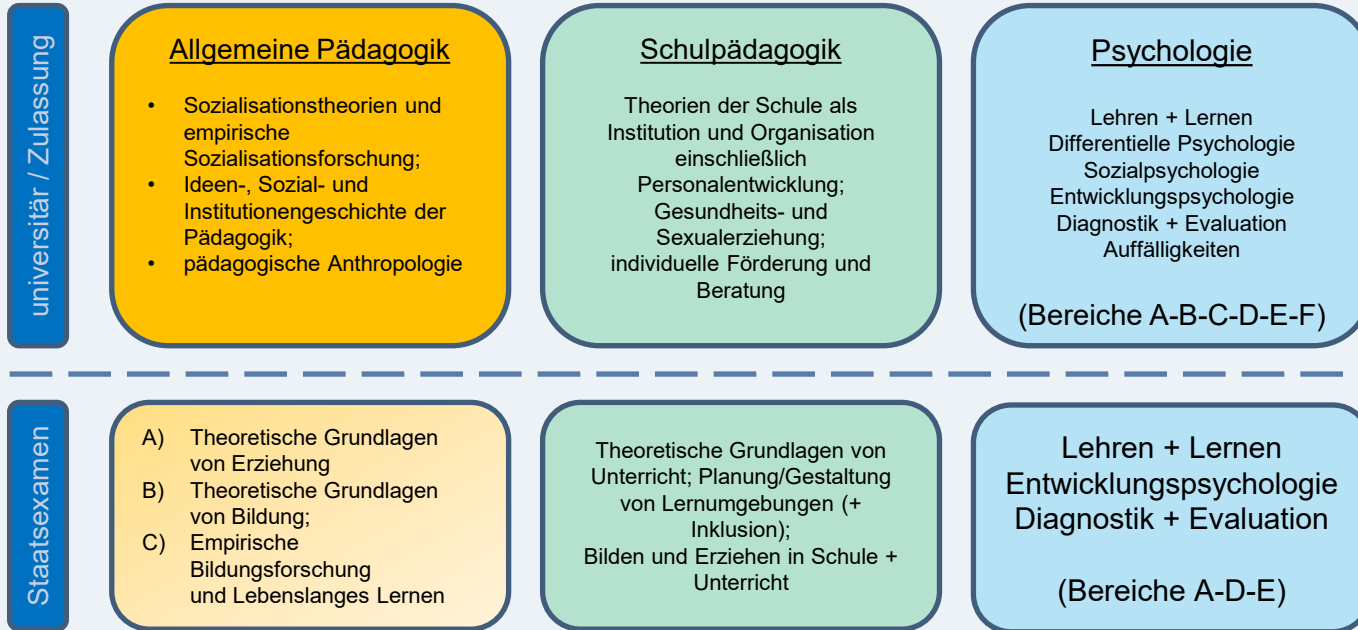 universitär / Zulassung
Allgemeine Pädagogik
• Sozialisationstheorien und
empirische
Sozialisationsforschung;
• Ideen-, Sozial- und
Institutionengeschichte der
Pädagogik;
• pädagogische Anthropologie
Schulpädagogik
Theorien der Schule als
Institution und Organisation
einschließlich
Personalentwicklung;
Gesundheits- und
Sexualerziehung;
individuelle Förderung und
Beratung
Psychologie
Lehren + Lernen
Differentielle Psychologie
Sozialpsychologie
Entwicklungspsychologie
Diagnostik + Evaluation
Auffälligkeiten
(Bereiche A-B-C-D-E-F)
Staatsexamen
A) Theoretische Grundlagen
von Erziehung
B) Theoretische Grundlagen
von Bildung;
C) Empirische
Bildungsforschung
und Lebenslanges Lernen
Theoretische Grundlagen von
Unterricht; Planung/Gestaltung
von Lernumgebungen (+
Inklusion);
Bilden und Erziehen in Schule +
Unterricht
Lehren + Lernen
Entwicklungspsychologie
Diagnostik + Evaluation
(Bereiche A-D-E)